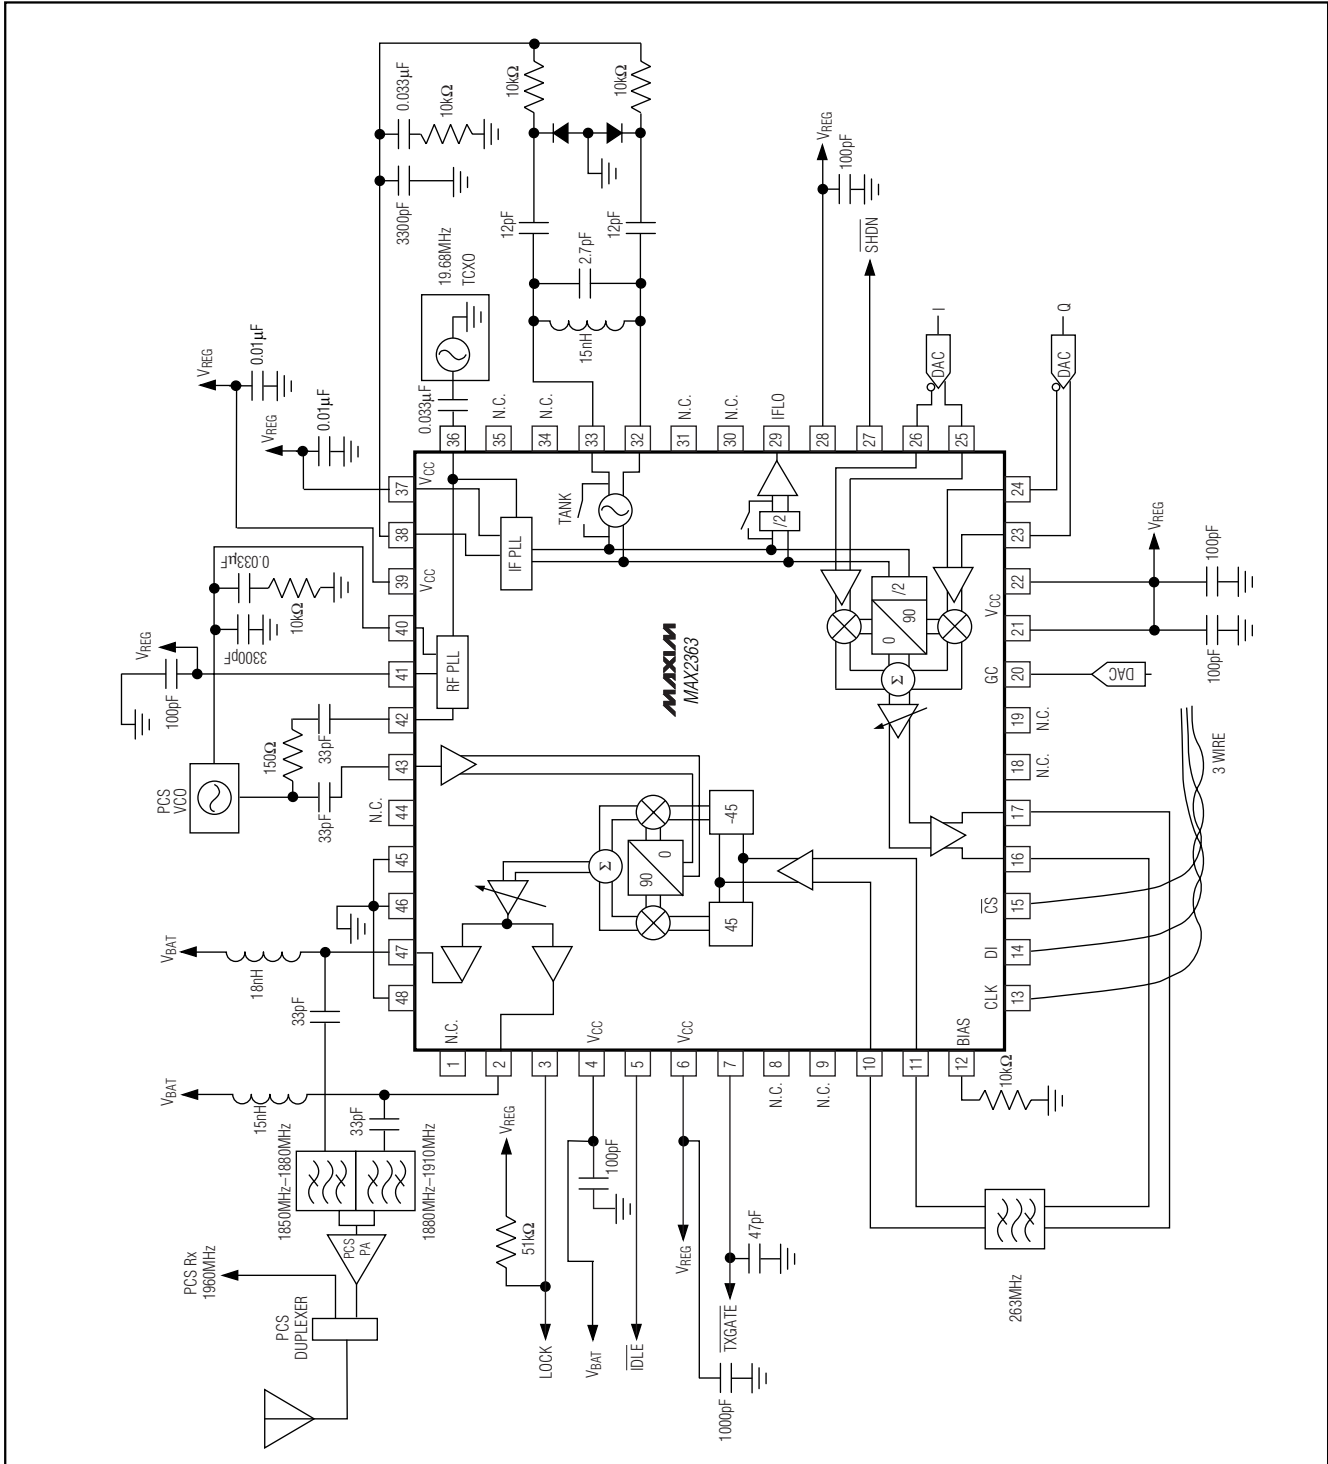 PCS Rx
1960MHz
PCS
DUPLEXER
PCS
PA
1850MHz–1880MHz
1880MHz–1910MHz
VBAT
15nH
33pF
VBAT
18nH
33pF
PCS
VCO
150Ω
33pF
33pF
N.C.
100pF
VREG
3300pF
0.033µF
10kΩ
VREG
0.01µF
VREG
0.01µF
3300pF
0.033µF
10kΩ
19.68MHz
TCXO
0.033µF
10kΩ
10kΩ
12pF
12pF
2.7pF
15nH
48
47
46
45
44
43
42
41
40
39
38
37
VCC
VCC
36
35
N.C.
34
N.C.
33
32
31
N.C.
30
N.C.
29
IFLO
28
VREG
100pF
27
SHDN
26
25
DAC
I
DAC
Q
RF PLL
IF PLL
TANK
/2
/2
0
90
Σ
MAXIM
MAX2363
Σ
90
0
-45
45
1
N.C.
2
3
4
VCC
5
6
VCC
7
8
N.C.
9
N.C.
10
11
12
BIAS
10kΩ
13
CLK
14
DI
15
CS
16
17
18
N.C.
19
N.C.
20
GC
21
VCC
22
23
24
3 WIRE
DAC
100pF
100pF
VREG
VREG
51kΩ
LOCK
VBAT
100pF
IDLE
VREG
1000pF
TXGATE
47pF
263MHz